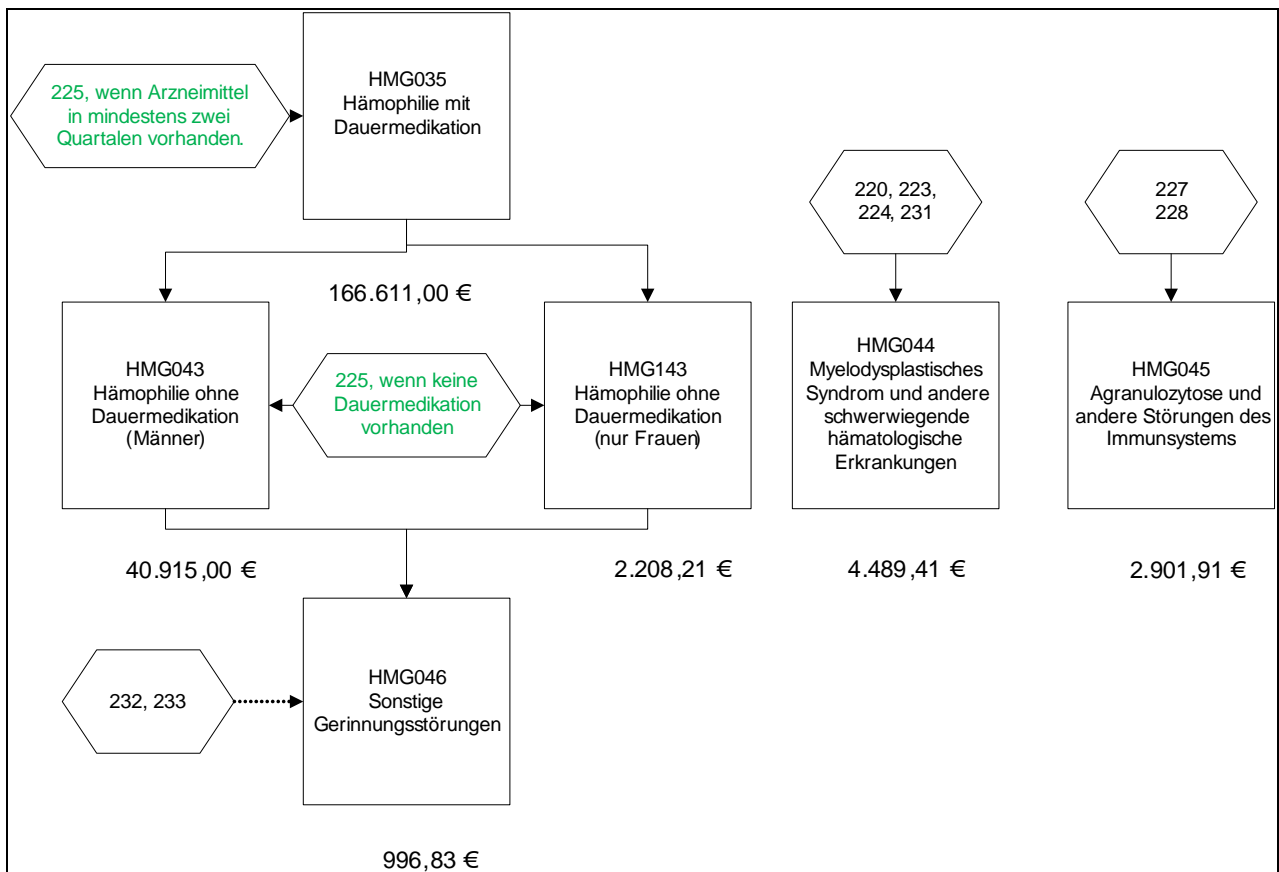 HMG035
Hämophilie mit
Dauermedikation
225, wenn Arzneimittel
in mindestens zwei
Quartalen vorhanden.
220, 223,
224, 231
227
228
166.611,00 €
HMG043
Hämophilie ohne
Dauermedikation
(Männer)
225, wenn keine
Dauermedikation
vorhanden
HMG143
Hämophilie ohne
Dauermedikation
(nur Frauen)
HMG044
Myelodysplastisches
Syndrom und andere
schwerwiegende
hämatologische
Erkrankungen
HMG045
Agranulozytose und
andere Störungen des
Immunsystems
40.915,00 €
2.208,21 €
4.489,41 €
2.901,91 €
232, 233
HMG046
Sonstige
Gerinnungsstörungen
996,83 €